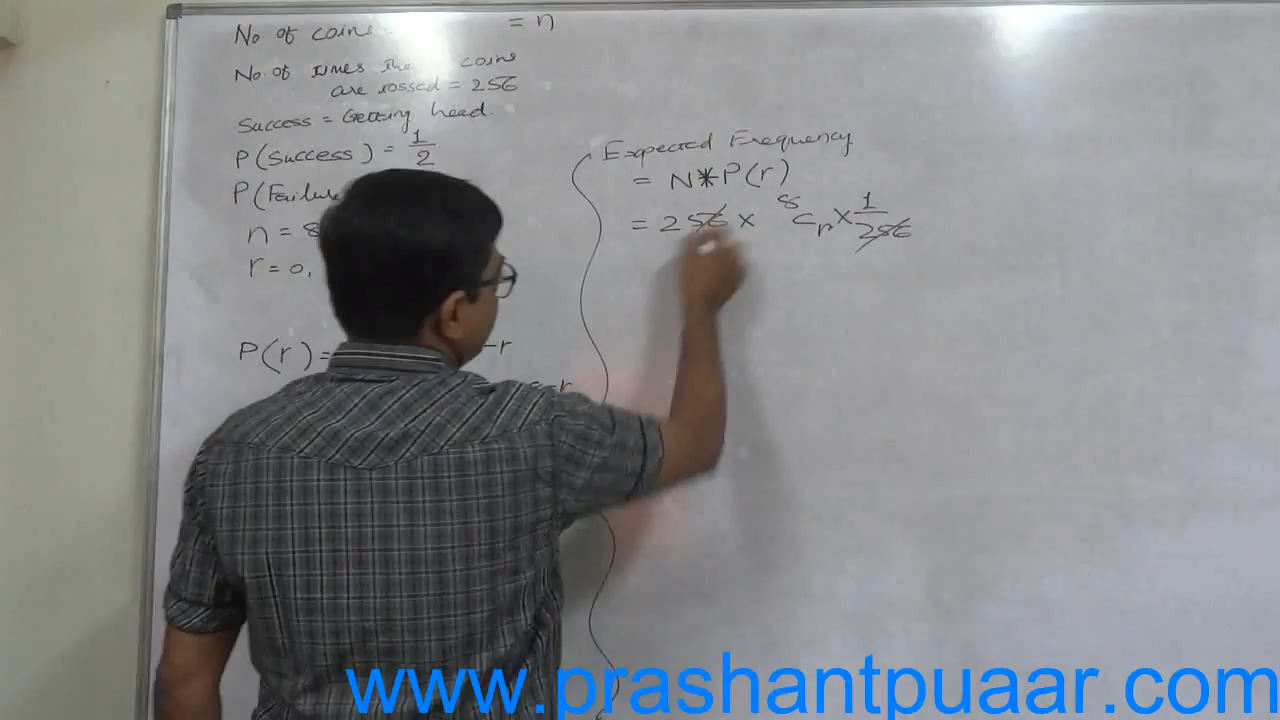 No of coins = n
No. of times the coins
are tossed = 256
Success = Getting head.
P(Success) = 1/2
P(Failure
n = 8
r = 0,
P(r) =
-r
8-r
Expected Frequency
= N*P(r)
= 256 × ⁸Cᵣ × 1/256
www.prashantpuaar.com